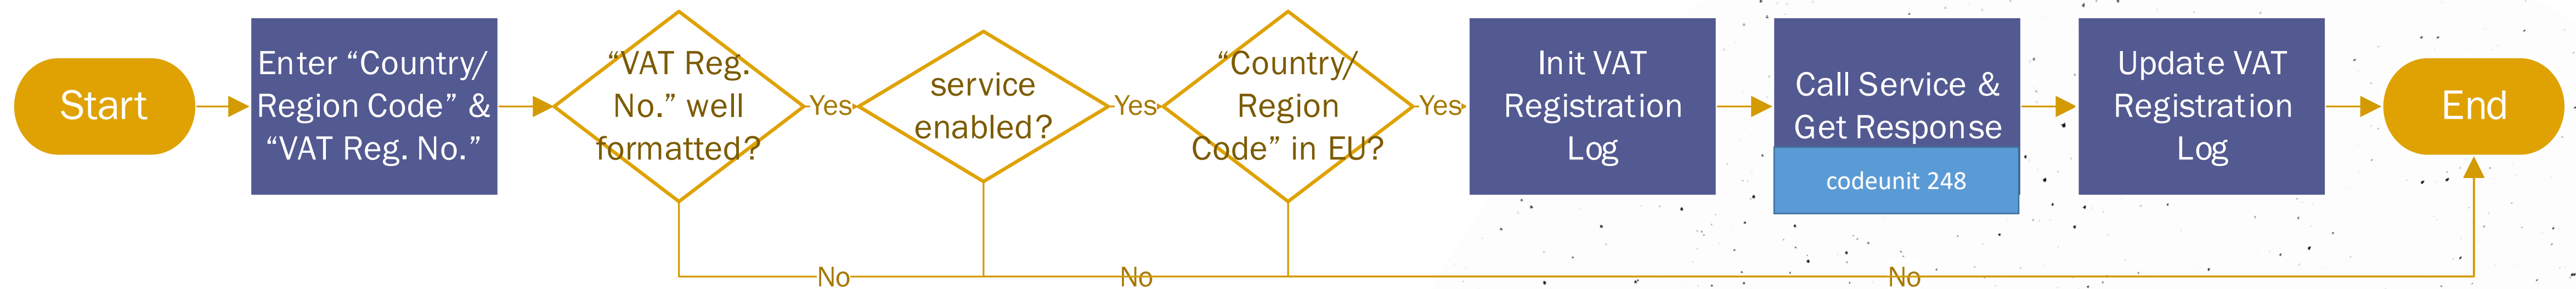 Start
Enter “Country/
Region Code” &
“VAT Reg. No.”
“VAT Reg.
No.” well
formatted?
Yes
service
enabled?
Yes
“Country/
Region
Code” in EU?
Yes
Init VAT
Registration
Log
Call Service &
Get Response
codeunit 248
Update VAT
Registration
Log
End
No
No
No